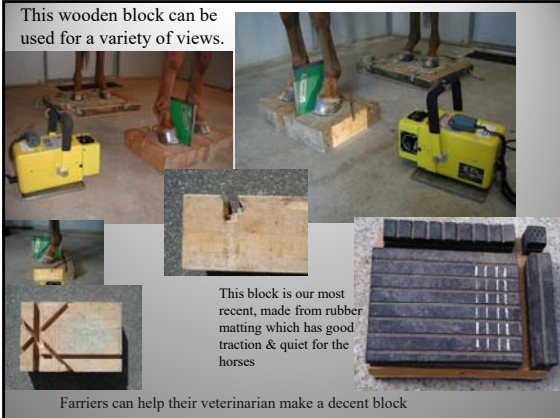 This wooden block can be
used for a variety of views.
This block is our most
recent, made from rubber
matting which has good
traction & quiet for the
horses
Farriers can help their veterinarian make a decent block